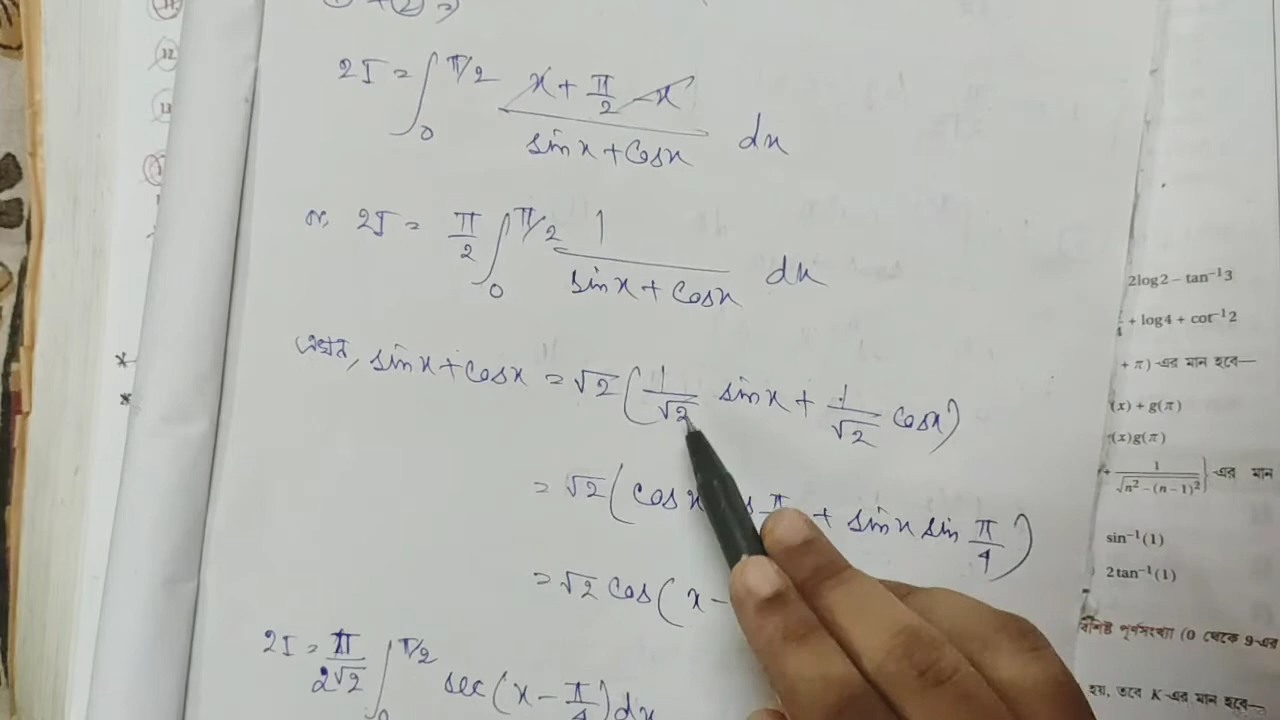 2I = ∫₀^{π/2} (x + π/2 − x)/(sin x + cos x) dx
or, 2I = π/2 ∫₀^{π/2} 1/(sin x + cos x) dx
এখন, sin x + cos x = √2 (1/√2 sin x + 1/√2 cos x)
= √2 (cos x π + sin x sin π/4)
= √2 cos (x −
2I = π/2√2 ∫₀^{π/2} sec (x − π/4) dx
2log2 − tan⁻¹3
+ log4 + cot⁻¹2
+ π) -এর মান হবে—
(x) + g(π)
(x)g(π)
+ 1/√(n² − (n−1)²) } এর মান
sin⁻¹(1)
2tan⁻¹(1)
বিশিষ্ট পূর্ণসংখ্যা (0 থেকে 9-এর
হয়, তবে K-এর মান হবে—